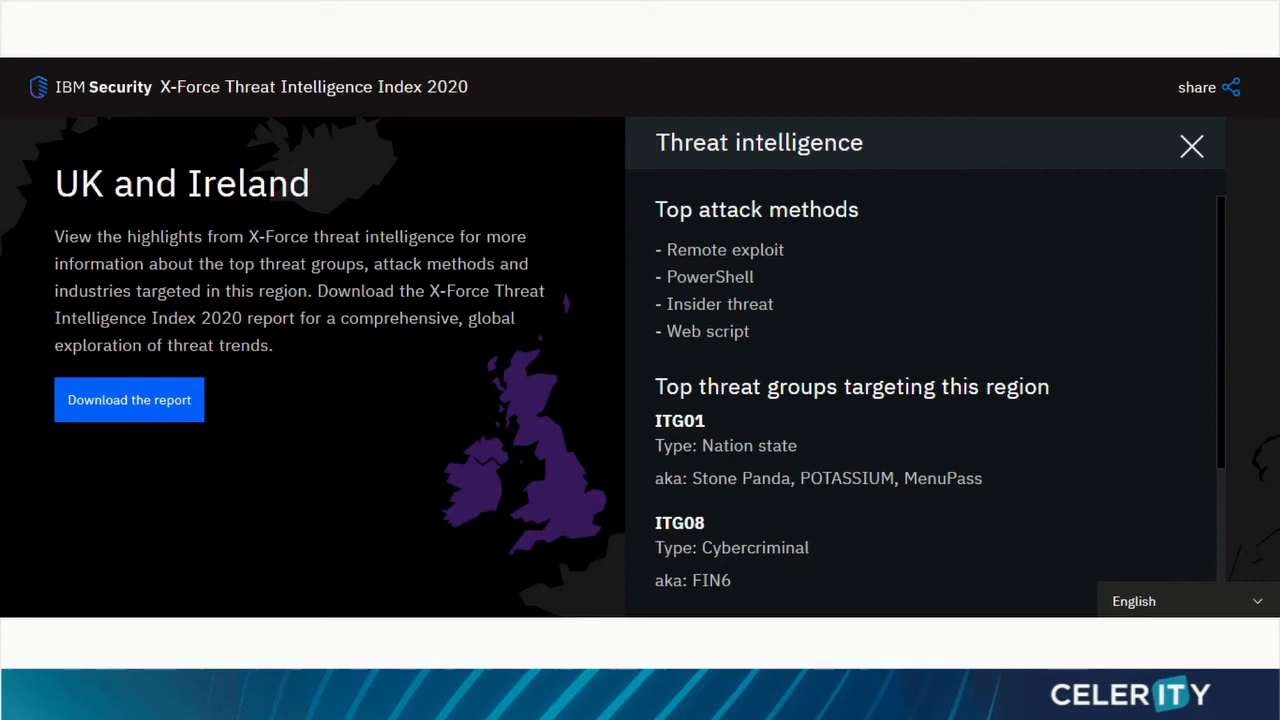 IBM Security X-Force Threat Intelligence Index 2020
share
UK and Ireland
View the highlights from X-Force threat intelligence for more
information about the top threat groups, attack methods and
industries targeted in this region. Download the X-Force Threat
Intelligence Index 2020 report for a comprehensive, global
exploration of threat trends.
Download the report
Threat intelligence
Top attack methods
- Remote exploit
- PowerShell
- Insider threat
- Web script
Top threat groups targeting this region
ITG01
Type: Nation state
aka: Stone Panda, POTASSIUM, MenuPass
ITG08
Type: Cybercriminal
aka: FIN6
English
CELERITY